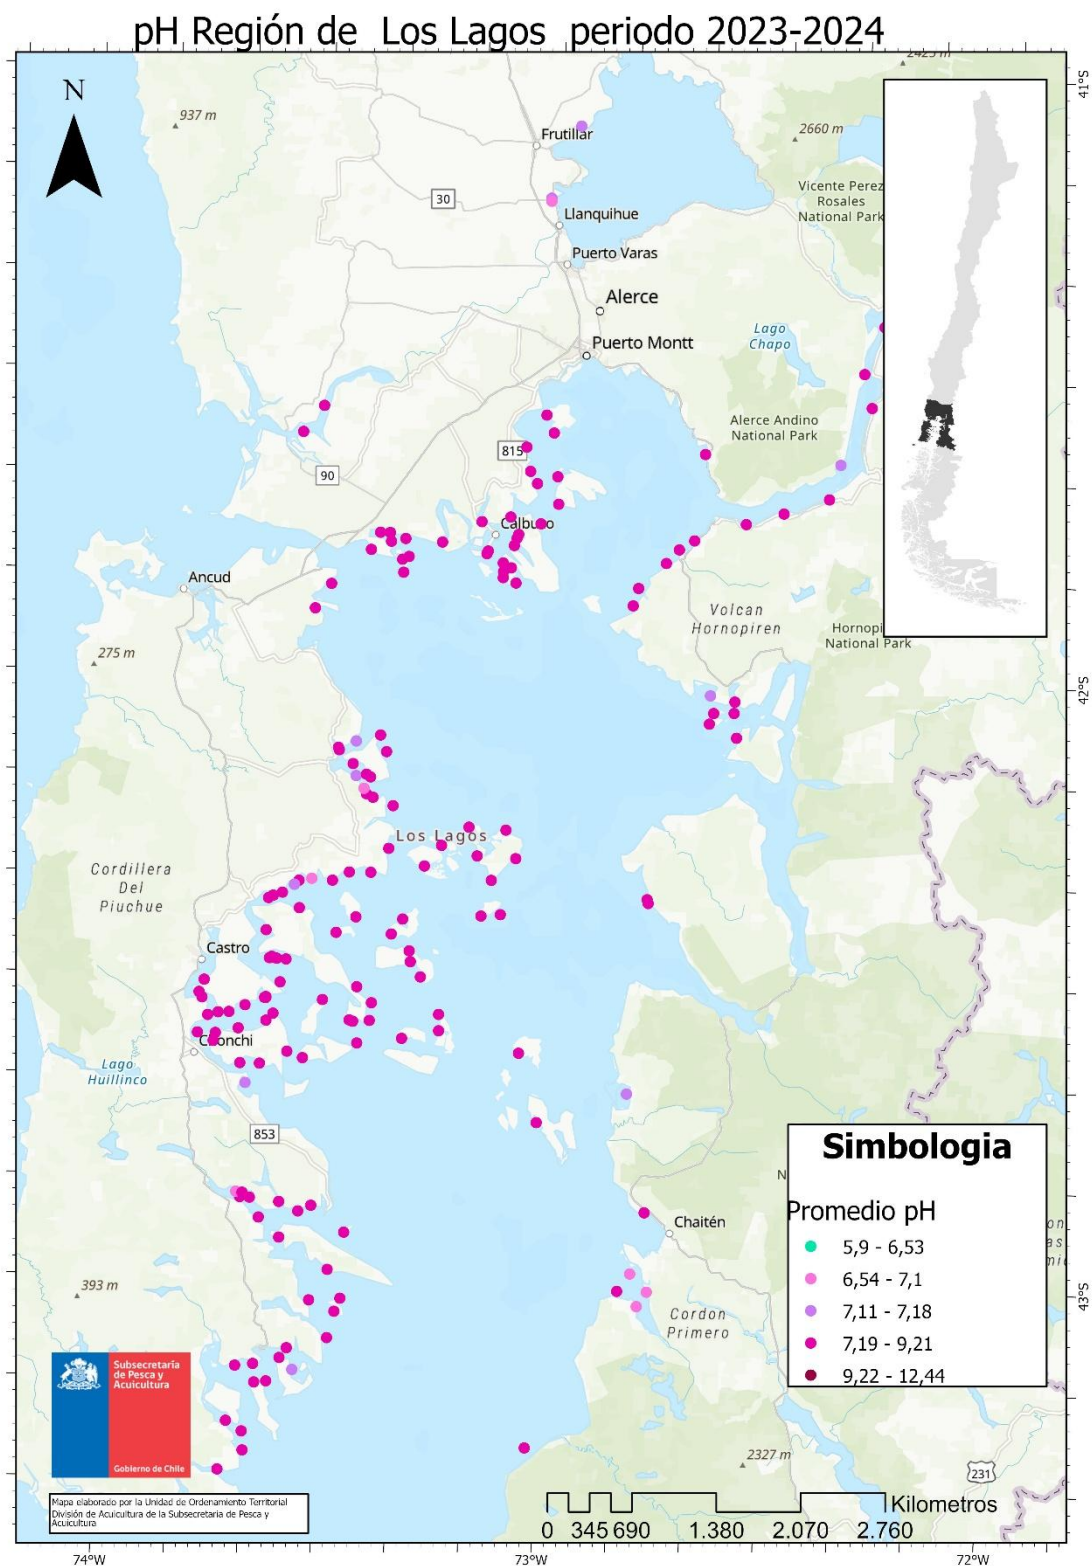 pH Región de Los Lagos periodo 2023-2024
N
937 m
Frutillar
2660 m
30
Llanquihue
Vicente Perez
Rosales
National Park
Puerto Varas
Alerce
Puerto Montt
Lago
Chapo
Alerce Andino
National Park
815
90
Calbuco
Ancud
275 m
Volcan
Hornopiren
National Park
Los Lagos
Cordillera
Del
Piuchue
Castro
Chonchi
Lago
Huillinco
853
Chaitén
393 m
Cordon
Primero
2327 m
231
41°S
42°S
43°S
74°W
73°W
72°W
Simbologia
Promedio pH
5,9 - 6,53
6,54 - 7,1
7,11 - 7,18
7,19 - 9,21
9,22 - 12,44
Subsecretaría
de Pesca y
Acuicultura
Gobierno de Chile
Mapa elaborado por la Unidad de Ordenamiento Territorial
División de Acuicultura de la Subsecretaria de Pesca y
Acuicultura
Kilometros
0 345 690 1.380 2.070 2.760